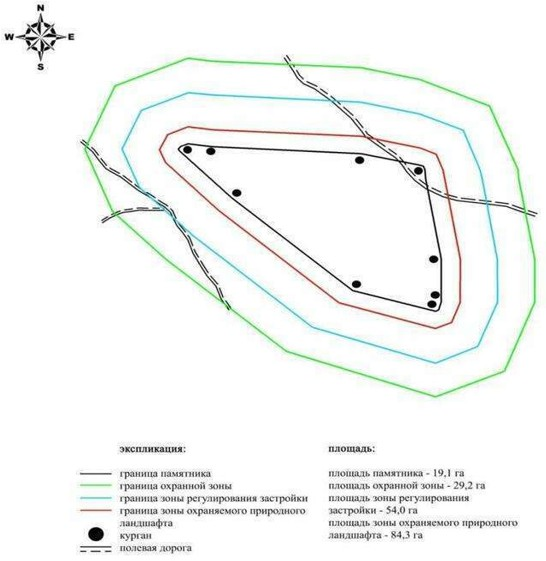 N
W E
S
экспликация:
граница памятника
граница охранной зоны
граница зоны регулирования застройки
граница зоны охраняемого природного
ландшафта
курган
полевая дорога
площадь:
площадь памятника - 19,1 га
площадь охранной зоны - 29,2 га
площадь зоны регулирования
застройки - 54,0 га
площадь зоны охраняемого природного
ландшафта - 84,3 га